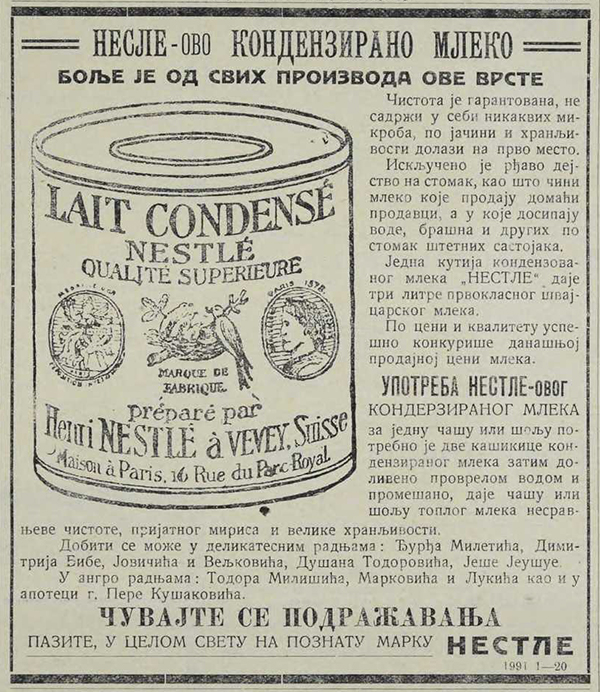 НЕСЛЕ-ОВО КОНДЕНЗИРАНО МЛЕКО
БОЉЕ ЈЕ ОД СВИХ ПРОИЗВОДА ОВЕ ВРСТЕ
LAIT CONDENSÉ
NESTLÉ
QUALITÉ SUPERIEURE
PARIS 1878.
MARQUE DE
FABRIQUE.
préparé par
Henri NESTLÉ à VEVEY, Suisse
Maison à Paris, 16 Rue du Parc-Royal
Чистота је гарантована, не
садржи у себи никаквих ми-
кроба, по јачини и хранљи-
вости долази на прво место.
Искључено је рђаво деј-
ство на стомак, као што чини
млеко које продају домаћи
продавци, а у које досипају
воде, брашна и других по
стомак штетних састојака.
Једна кутија кондензова-
ног млека „НЕСТЛЕ" даје
три литре првокласног швај-
царског млека.
По цени и квалитету успе-
шно конкурише данашњој
продајној цени млека.
УПОТРЕБА НЕСТЛЕ-ОВОГ
КОНДЕРЗИРАНОГ МЛЕКА
за једну чашу или шољу по-
требно је две кашикице кон-
дензираног млека затим до-
ливено проврелом водом и
промешано, даје чашу или
шољу топлог млека несрав-
њеве чистоте, пријатног мириса и велике хранљивости.
Добити се може у деликатесним радњама: Ђурђа Милетића, Дими-
трија Бибе, Јовичића и Вељковића, Душана Тодоровића, Јеше Јеушуе.
У ангро радњама: Тодора Милишића, Марковића и Лукића као и у
апотеци г. Пере Кушаковића.
ЧУВАЈТЕ СЕ ПОДРАЖАВАЊА
ПАЗИТЕ, У ЦЕЛОМ СВЕТУ НА ПОЗНАТУ МАРКУ НЕСТЛЕ
1991 1—20